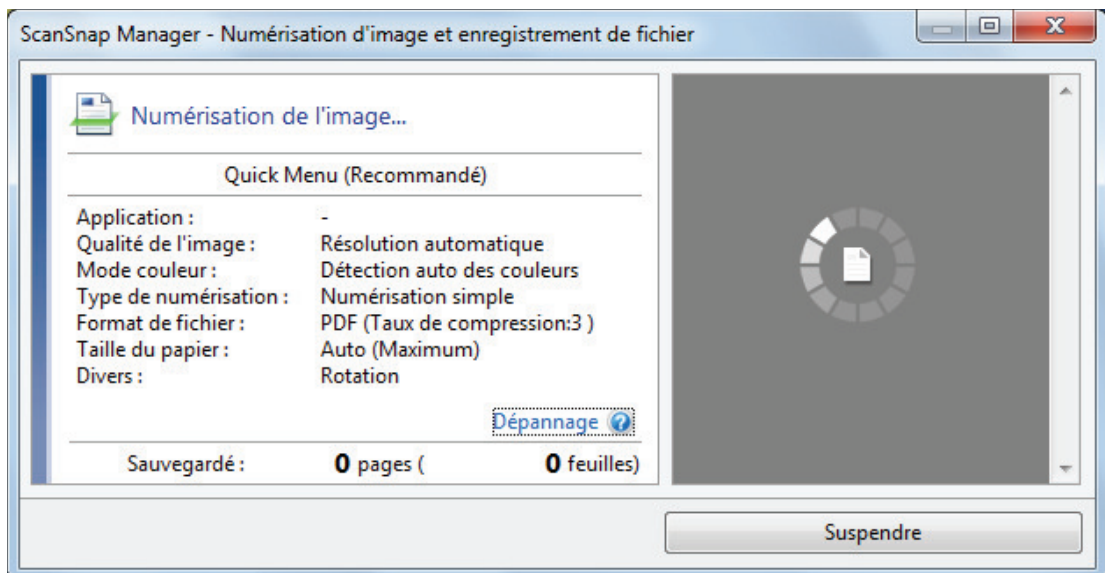 ScanSnap Manager - Numérisation d'image et enregistrement de fichier
Numérisation de l'image...
Quick Menu (Recommandé)
Application : -
Qualité de l'image : Résolution automatique
Mode couleur : Détection auto des couleurs
Type de numérisation : Numérisation simple
Format de fichier : PDF (Taux de compression:3 )
Taille du papier : Auto (Maximum)
Divers : Rotation
Dépannage
Sauvegardé : 0 pages ( 0 feuilles)
Suspendre